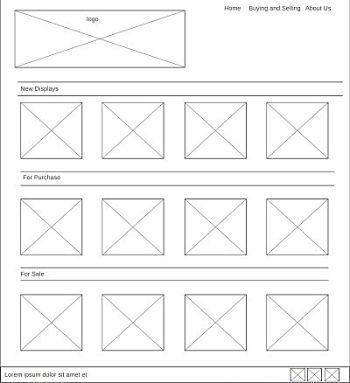 logo
Home Buying and Selling About Us
New Displays
For Purchase
For Sale
Lorem ipsum dolor sit amet et